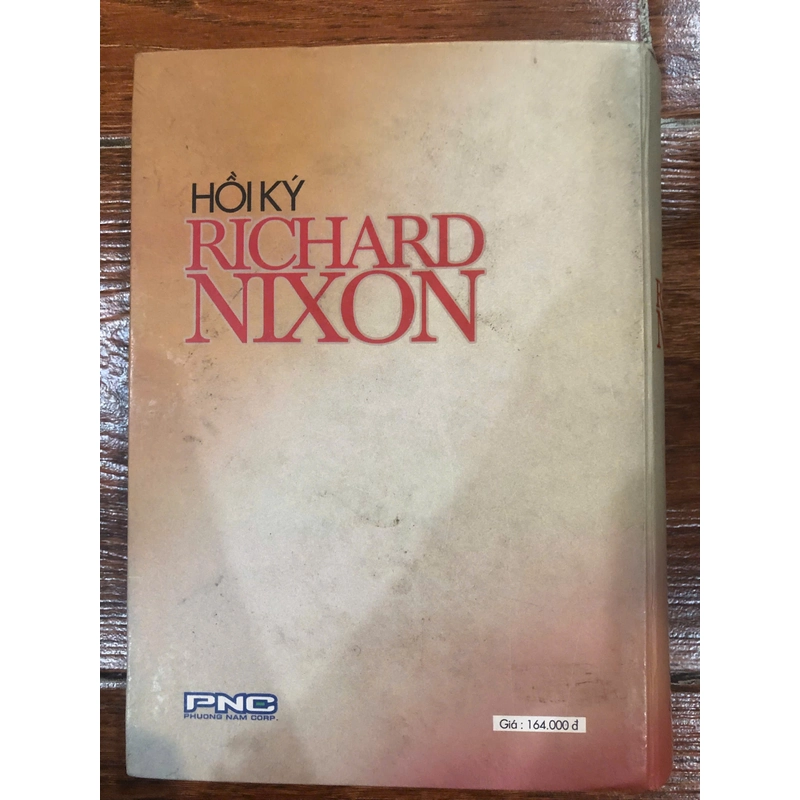 HỒI KÝ
RICHARD
NIXON
PNC
PHUONG NAM CORP.
Giá : 164.000 đ